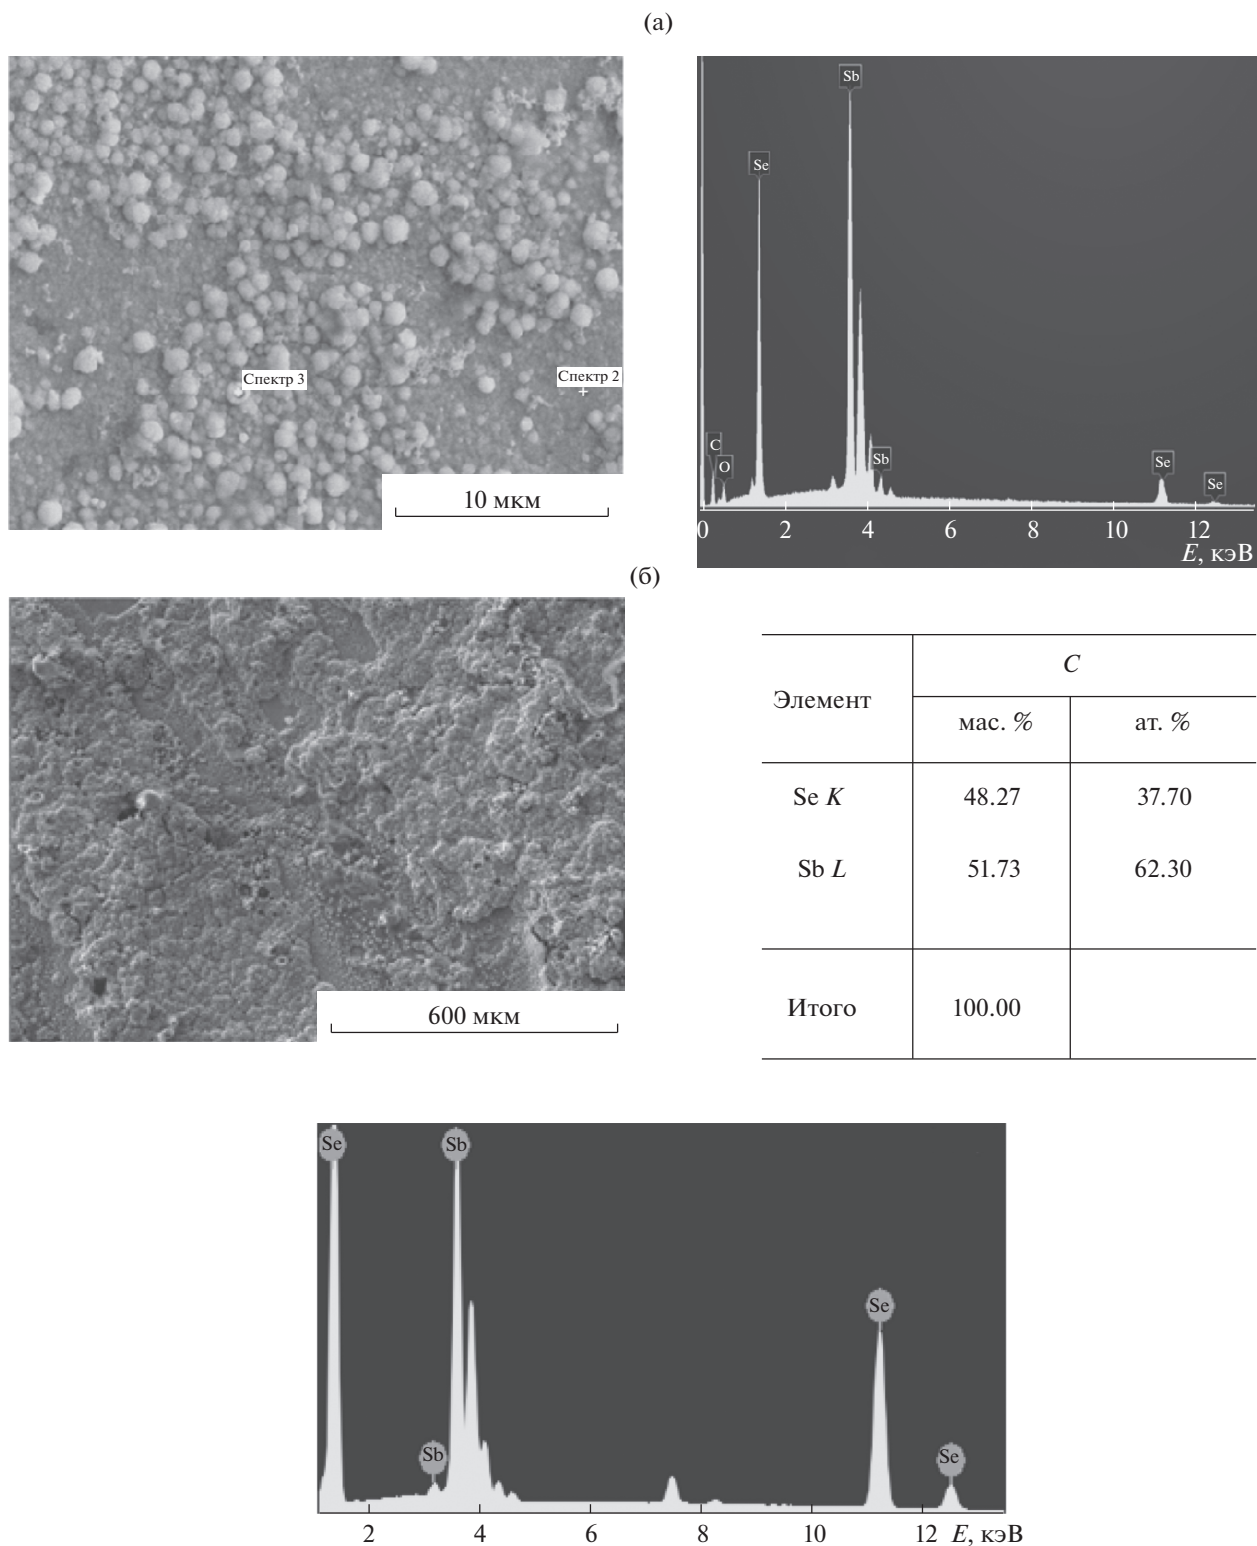 (а)
Спектр 3
Спектр 2
10 мкм
Sb
Se
C
O
Sb
Se
Se
0 2 4 6 8 10 12
E, кэВ
(б)
600 мкм
Элемент
C
мас. %
ат. %
Se K 48.27 37.70
Sb L 51.73 62.30
Итого 100.00
Se
Sb
Sb
Se
Se
2 4 6 8 10 12 E, кэВ